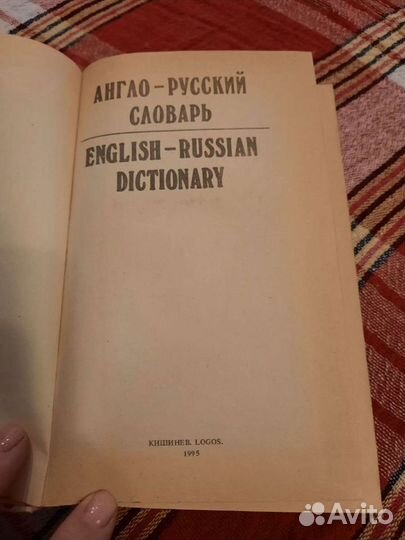 АНГЛО–РУССКИЙ
СЛОВАРЬ
ENGLISH–RUSSIAN
DICTIONARY
КИШИНЕВ. LOGOS.
1995
Avito